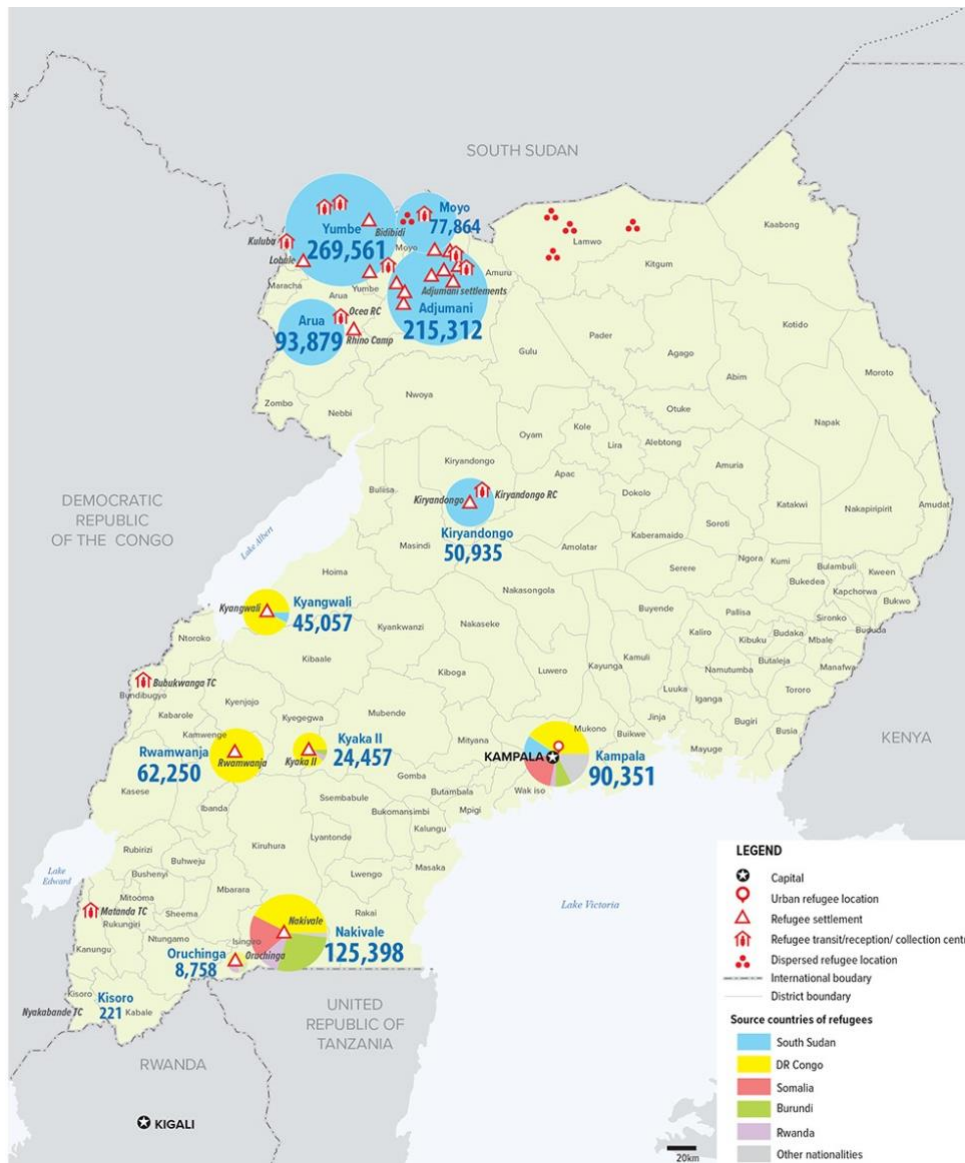 *
SOUTH SUDAN
Moyo
77,864
Yumbe
269,561
Bidibidi
Moyo
Kuluba
Lobule
Maracha
Arua
Yumbe
Adjumani settlements
Adjumani
215,312
Amuru
Ocea RC
Arua
93,879
Rhino Camp
Lamwo
Kaabong
Kitgum
Kotido
Pader
Gulu
Agago
Moroto
Abim
Nwoya
Zombo
Nebbi
Otuke
Napak
Kole
Oyam
Lira
Alebtong
Kiryandongo
Apac
Amuria
DEMOCRATIC
REPUBLIC
OF THE CONGO
Buliisa
Kiryandongo
Kiryandongo RC
Dokolo
Katakwi
Nakapiripirit
Amudat
Kiryandongo
50,935
Soroti
Kaberamaido
Masindi
Amolatar
Lake Albert
Ngora
Kumi
Bulambuli
Kween
Serere
Bukedea
Kapchorwa
Bukwo
Hoima
Nakasongola
Kyangwali
Kyangwali
45,057
Buyende
Pallisa
Sironko
Kyankwanzi
Nakaseke
Kaliro
Kibuku
Budaka
Mbale
Bududa
Ntoroko
Kibaale
Kiboga
Luwero
Kayunga
Kamuli
Namutumba
Butaleja
Manafwa
Bubukwanga TC
Bundibugyo
Luuka
Iganga
Tororo
Kabarole
Kyenjojo
Kyegegwa
Mubende
Jinja
Bugiri
Busia
Kamwenge
Mityana
Mukono
Buikwe
Mayuge
KENYA
Rwamwanja
62,250
Rwamwanja
Kyaka II
Kyaka II
24,457
KAMPALA
Kampala
90,351
Kasese
Gomba
Butambala
Wak iso
Mpigi
Ibanda
Ssembabule
Bukomansimbi
Kalungu
Lyantonde
Kiruhura
Rubirizi
Buhweju
Bushenyi
Masaka
Lwengo
Lake
Edward
Mitooma
Mbarara
Sheema
Rakai
Matanda TC
Rukungiri
Nakivale
Nakivale
125,398
Lake Victoria
Kanungu
Ntungamo
Isingiro
Oruchinga
Oruchinga
8,758
Kisoro
Kisoro
221
Nyakabande TC
Kabale
UNITED
REPUBLIC OF
TANZANIA
RWANDA
KIGALI
LEGEND
Capital
Urban refugee location
Refugee settlement
Refugee transit/reception/ collection centr
Dispersed refugee location
International boudary
District boundary
Source countries of refugees
South Sudan
DR Congo
Somalia
Burundi
Rwanda
Other nationalities
20km